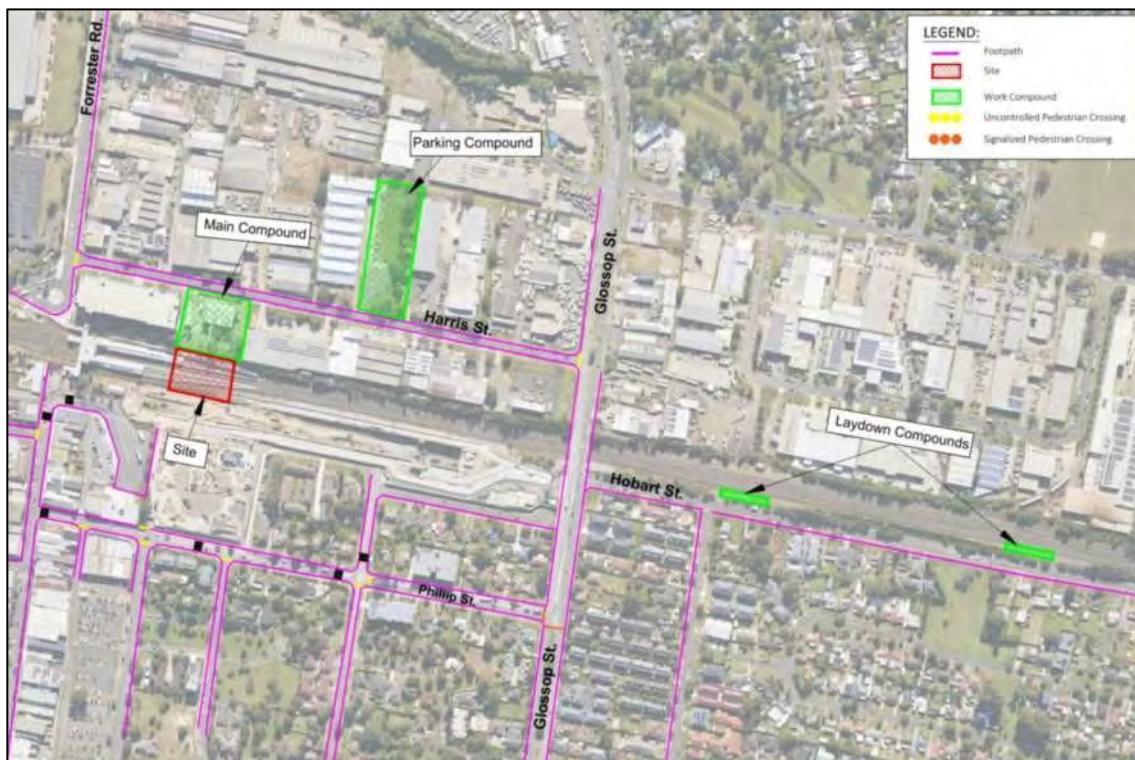 LEGEND:
Footpath
Site
Work Compound
Uncontrolled Pedestrian Crossing
Signalized Pedestrian Crossing
Forrester Rd.
Parking Compound
Main Compound
Glossop St.
Harris St.
Site
Laydown Compounds
Hobart St.
Phillip St.
Glossop St.